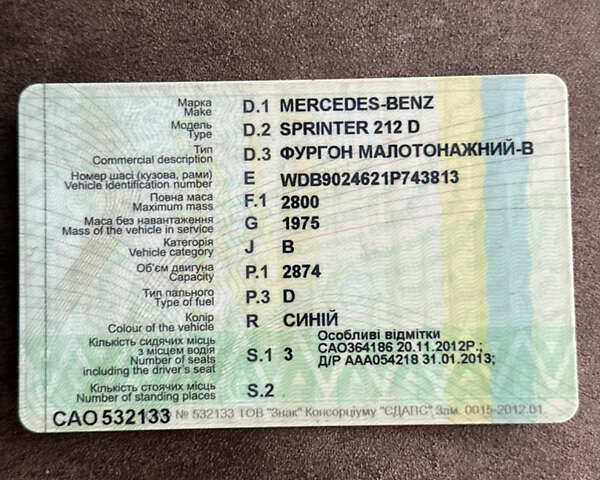 Марка D.1 MERCEDES-BENZ
Make
Модель D.2 SPRINTER 212 D
Type
Тип D.3 ФУРГОН МАЛОТОНАЖНИЙ-В
Commercial description
Номер шасі (кузова, рами) E WDB9024621P743813
Vehicle identification number
Повна маса F.1 2800
Maximum mass
Маса без навантаження G 1975
Mass of the vehicle in service
Категорія J B
Vehicle category
Об'єм двигуна P.1 2874
Capacity
Тип пального P.3 D
Type of fuel
Колір R СИНІЙ
Colour of the vehicle
Особливі відмітки
Кількість сидячих місць S.1 3 САО364186 20.11.2012Р.;
з місцем водія Д/Р ААА054218 31.01.2013;
Number of seats
including the driver's seat
Кількість стоячих місць S.2
Number of standing places
САО 532133 № 532133 ТОВ "Знак" Консорціуму "ЄДАПС" Зам. 0015-2012.01.